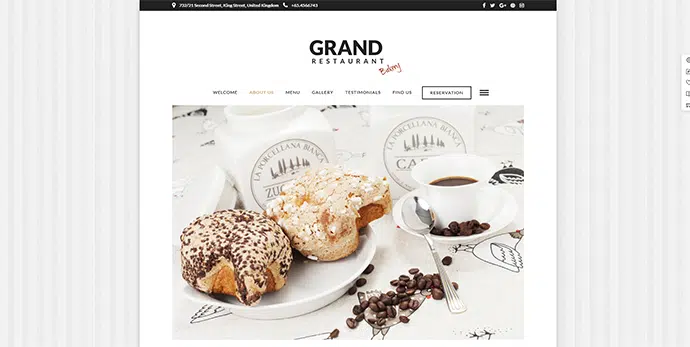 732/21 Second Street, King Street, United Kingdom +65.4566743
GRAND
RESTAURANT
Bakery
WELCOME ABOUT US MENU GALLERY TESTIMONIALS FIND US RESERVATION
LA PORCELLANA BIANCA
ZUC
LA PORCELLANA BIANCA
CAF